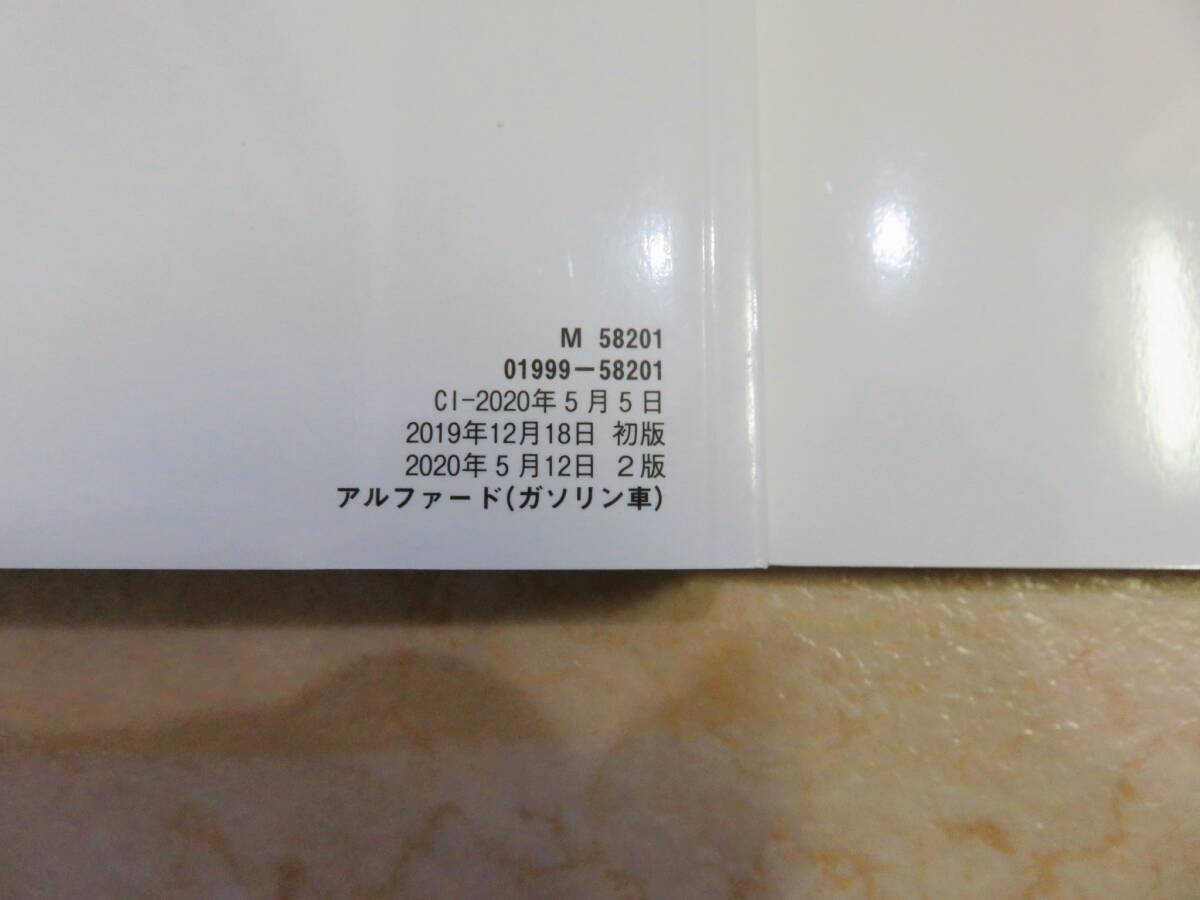 M 58201
01999-58201
CI-2020年5月5日
2019年12月18日 初版
2020年5月12日 2版
アルファード(ガソリン車)